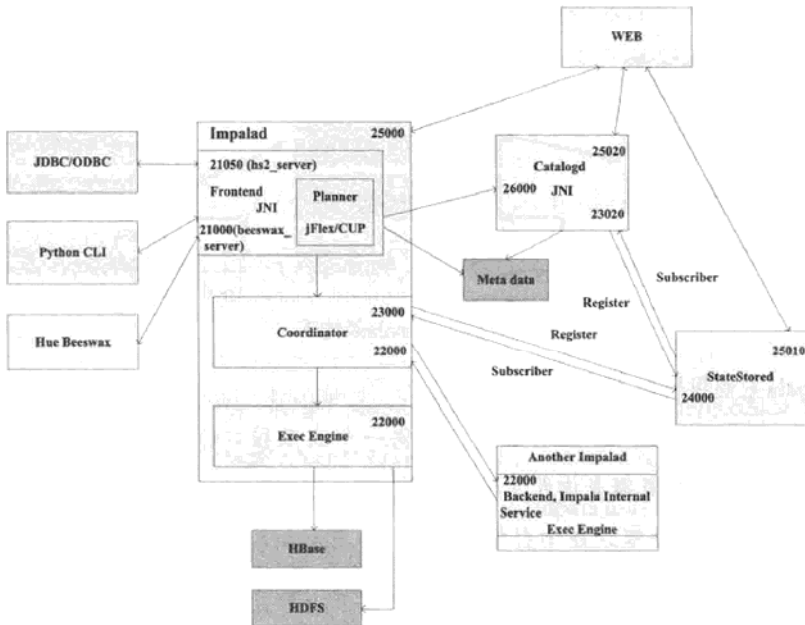 WEB
Impalad
25000
JDBC/ODBC
21050 (hs2_server)
Frontend
JNI
Planner
jFlex/CUP
21000(beeswax_
server)
Python CLI
Hue Beeswax
25020
Catalogd
26000
JNI
23020
Meta data
Subscriber
Register
23000
Coordinator
22000
Register
Subscriber
25010
StateStored
24000
22000
Exec Engine
Another Impalad
22000
Backend, Impala Internal
Service
Exec Engine
HBase
HDFS